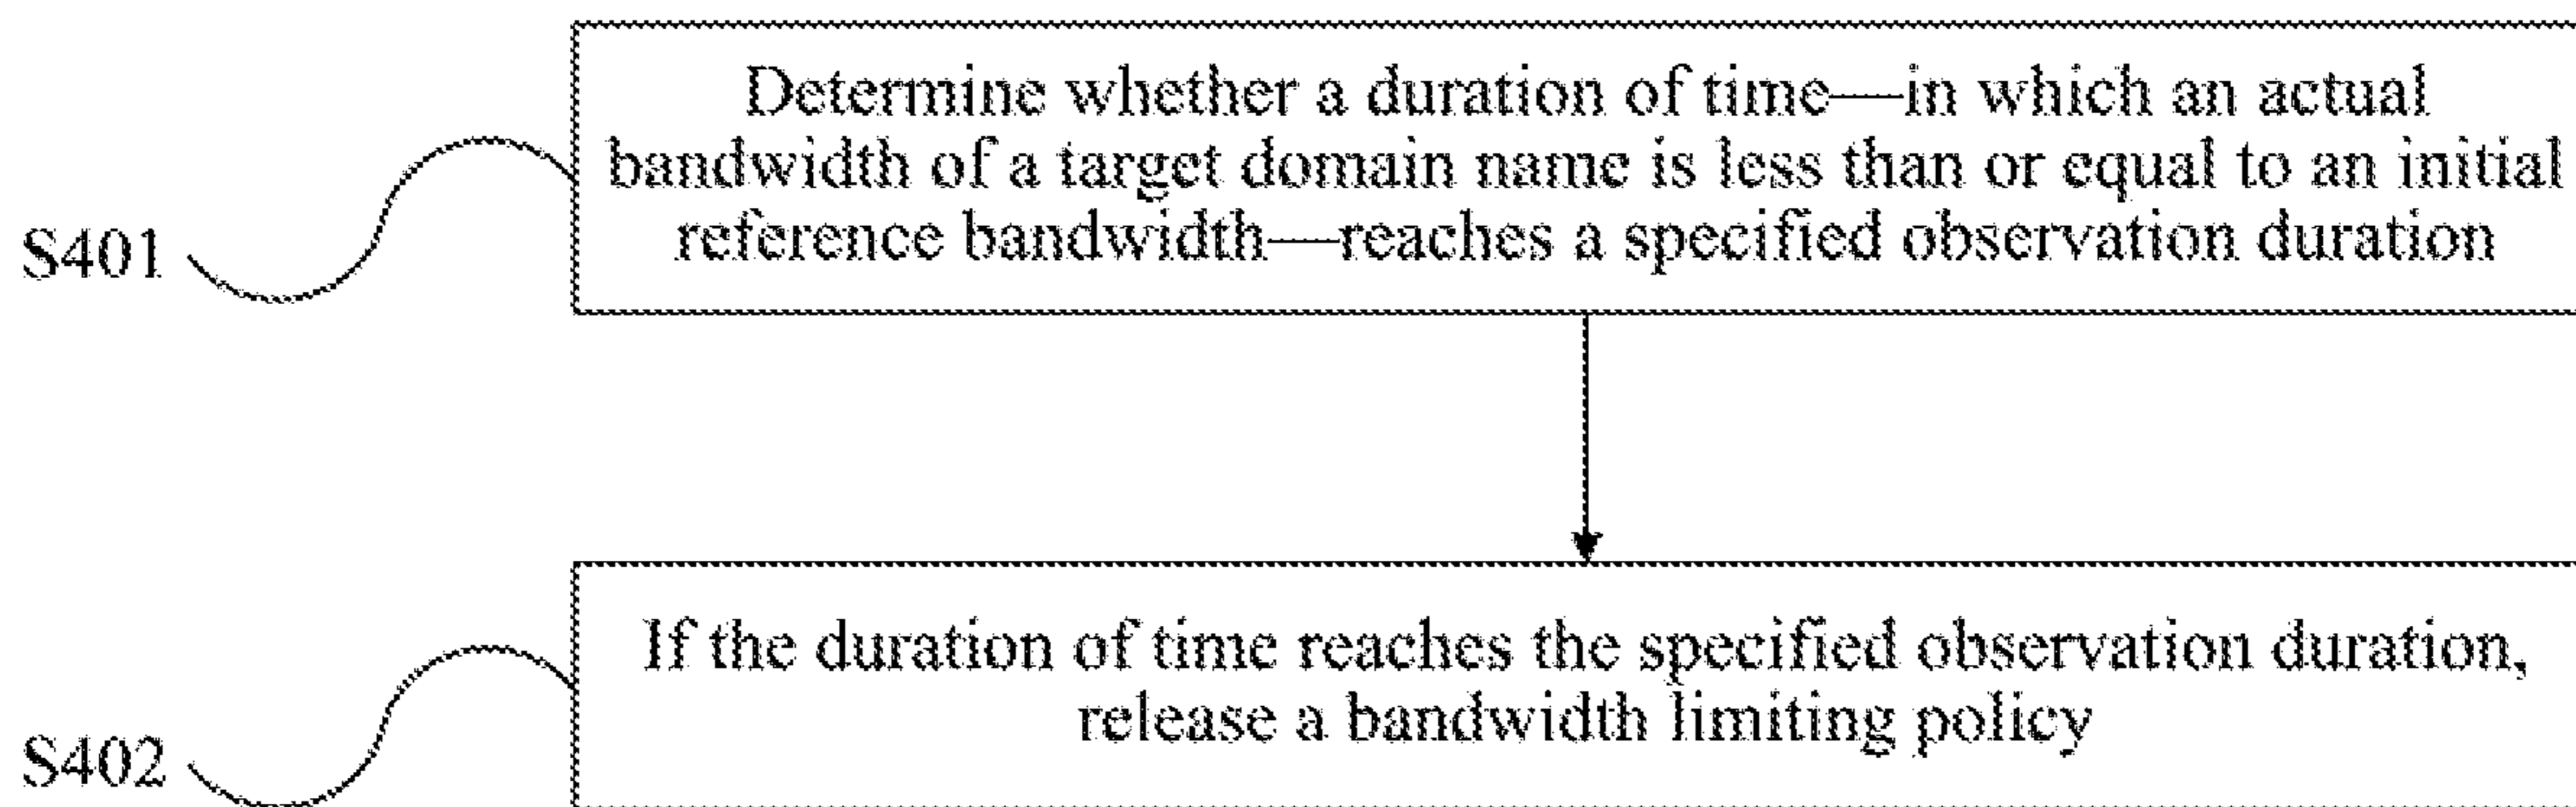 Determine whether a duration of time—in which an actual
bandwidth of a target domain name is less than or equal to an initial
reference bandwidth—reaches a specified observation duration
S401
If the duration of time reaches the specified observation duration,
release a bandwidth limiting policy
S402